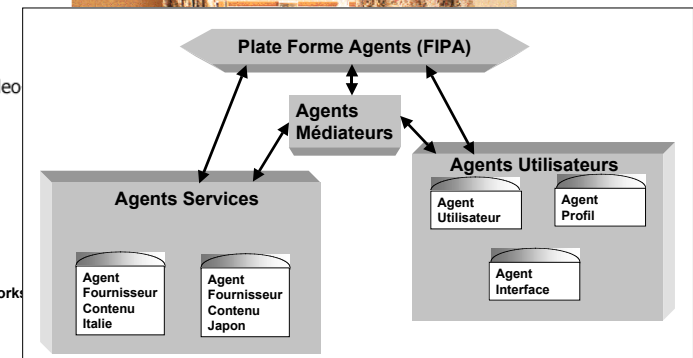 Plate Forme Agents (FIPA)
Agents
Médiateurs
Agents Services
Agent
Fournisseur
Contenu
Italie
Agent
Fournisseur
Contenu
Japon
Agents Utilisateurs
Agent
Utilisateur
Agent
Profil
Agent
Interface